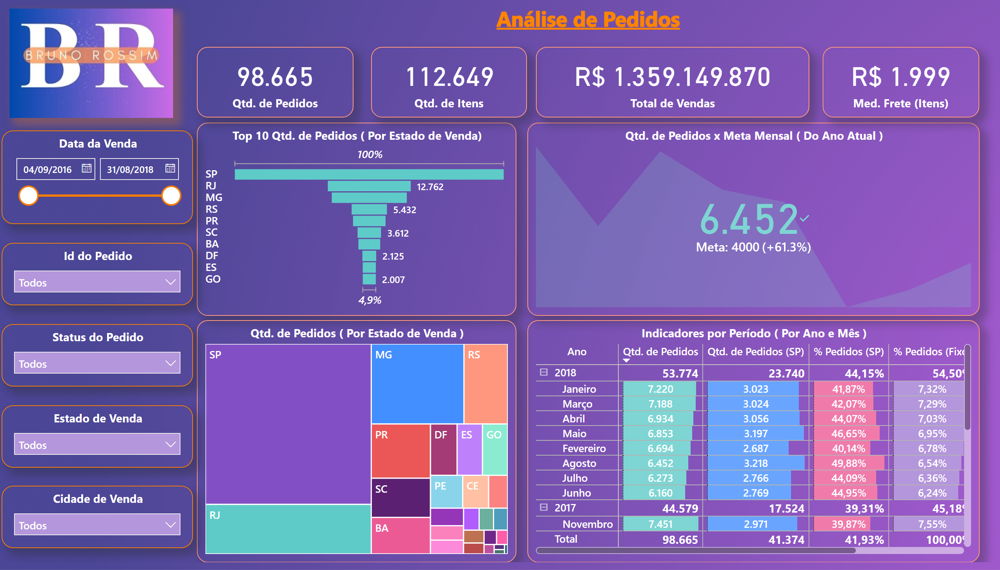 BR
BRUNO ROSSIM
Análise de Pedidos
98.665
Qtd. de Pedidos
112.649
Qtd. de Itens
R$ 1.359.149.870
Total de Vendas
R$ 1.999
Med. Frete (Itens)
Data da Venda
04/09/2016 31/08/2018
Id do Pedido
Todos
Status do Pedido
Todos
Estado de Venda
Todos
Cidade de Venda
Todos
Top 10 Qtd. de Pedidos ( Por Estado de Venda)
100%
SP
RJ 12.762
MG
RS 5.432
PR
SC 3.612
BA
DF 2.125
ES
GO 2.007
4,9%
Qtd. de Pedidos x Meta Mensal ( Do Ano Atual )
6.452
Meta: 4000 (+61.3%)
Qtd. de Pedidos ( Por Estado de Venda )
SP MG RS
PR DF ES GO
SC PE CE
RJ BA
Indicadores por Período ( Por Ano e Mês )
Ano Qtd. de Pedidos Qtd. de Pedidos (SP) % Pedidos (SP) % Pedidos (Fixo
2018 53.774 23.740 44,15% 54,50%
Janeiro 7.220 3.023 41,87% 7,32%
Março 7.188 3.024 42,07% 7,29%
Abril 6.934 3.056 44,07% 7,03%
Maio 6.853 3.197 46,65% 6,95%
Fevereiro 6.694 2.687 40,14% 6,78%
Agosto 6.452 3.218 49,88% 6,54%
Julho 6.273 2.766 44,09% 6,36%
Junho 6.160 2.769 44,95% 6,24%
2017 44.579 17.524 39,31% 45,18%
Novembro 7.451 2.971 39,87% 7,55%
Total 98.665 41.374 41,93% 100,00%